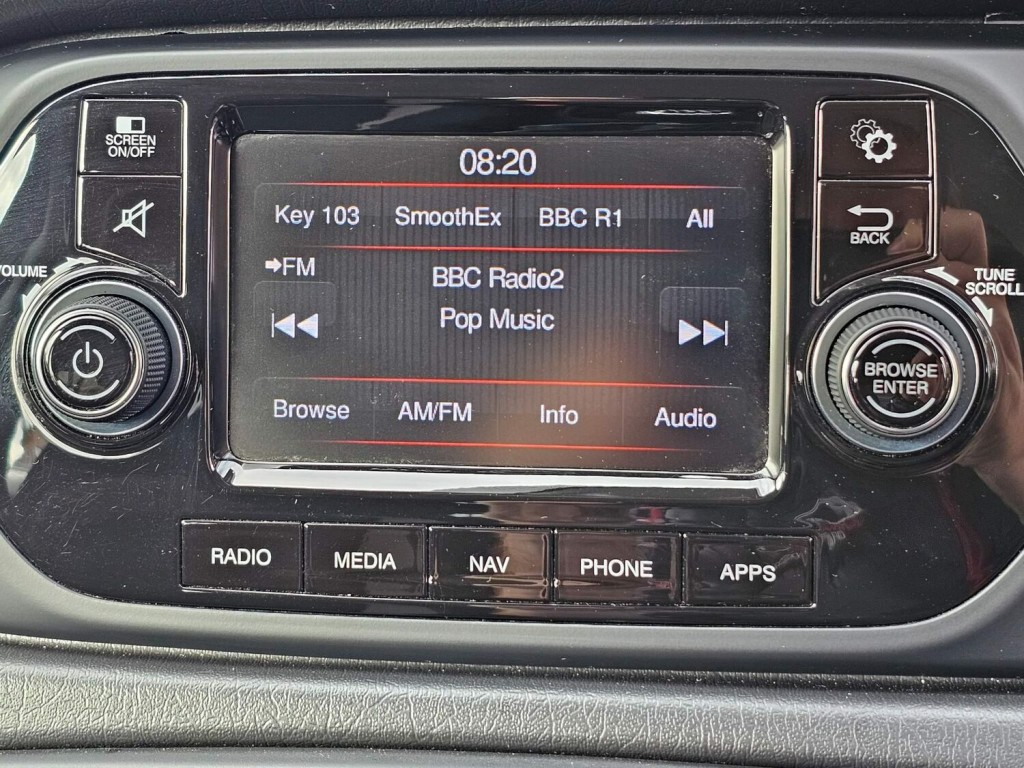 SCREEN
ON/OFF
08:20
Key 103 SmoothEx BBC R1 All
BACK
VOLUME
FM
BBC Radio2
TUNE
SCROLL
Pop Music
BROWSE
ENTER
Browse AM/FM Info Audio
RADIO MEDIA NAV PHONE APPS